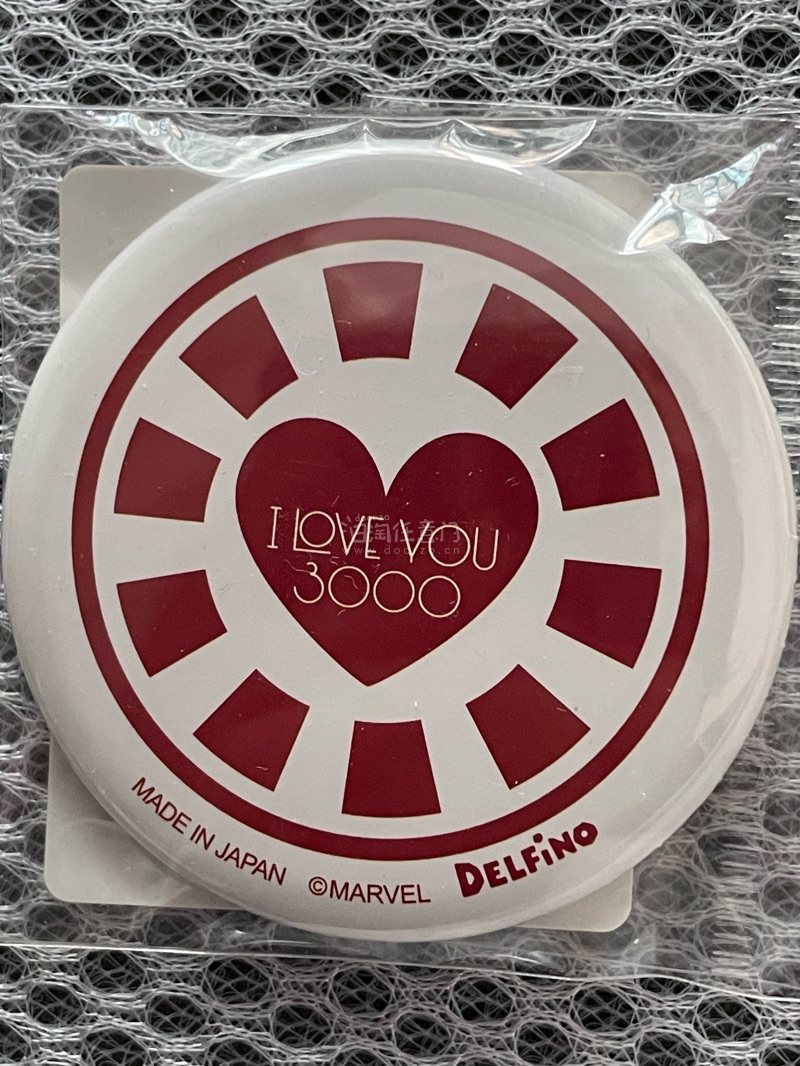 I LOVE YOU
3000
MADE IN JAPAN ©MARVEL DELFiNO